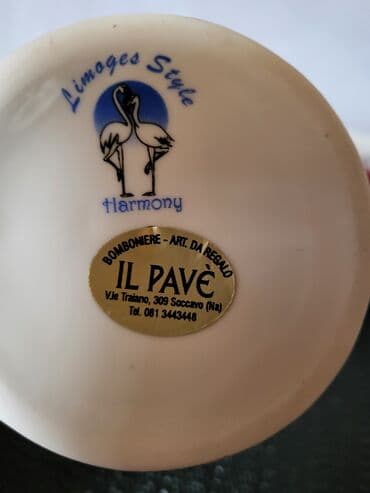 Limoges Style
Harmony
BOMBONIERE - ART. DA REGALO
IL PAVÈ
V.le Traiano, 309 Soccavo (Na)
Tel. 081 3443448